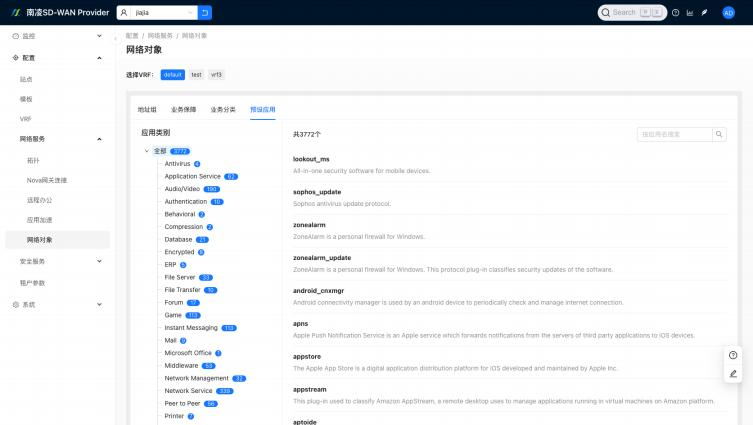 南凌SD-WAN Provider
jiajia
Search
AD
监控
配置
站点
模板
VRF
网络服务
拓扑
Nova网关连接
远程办公
应用加速
网络对象
安全服务
租户参数
系统
配置 / 网络服务 / 网络对象
网络对象
选择VRF： default test vrf3
地址组 业务保障 业务分类 预设应用
应用类别
全部 3772
Antivirus 4
Application Service 62
Audio/Video 190
Authentication 10
Behavioral 2
Compression 2
Database 21
Encrypted 5
ERP 5
File Server 33
File Transfer 10
Forum 17
Game 113
Instant Messaging 113
Mail 9
Microsoft Office 1
Middleware 53
Network Management 32
Network Service 339
Peer to Peer 56
Printer 7
共3772个
按应用名搜索
lookout_ms
All-in-one security software for mobile devices.
sophos_update
Sophos antivirus update protocol.
zonealarm
ZoneAlarm is a personal firewall for Windows.
zonealarm_update
ZoneAlarm is a personal firewall for Windows. This protocol plug-in classifies security updates of the software.
android_cnxmgr
Android connectivity manager is used by an android device to periodically check and manage internet connection.
apns
Apple Push Notification Service is an Apple service which forwards notifications from the servers of third party applications to iOS devices.
appstore
The Apple App Store is a digital application distribution platform for iOS developed and maintained by Apple Inc.
appstream
This plug-in used to classify Amazon AppStream, a remote desktop uses to manage applications running in virtual machines on Amazon platform.
aptoide